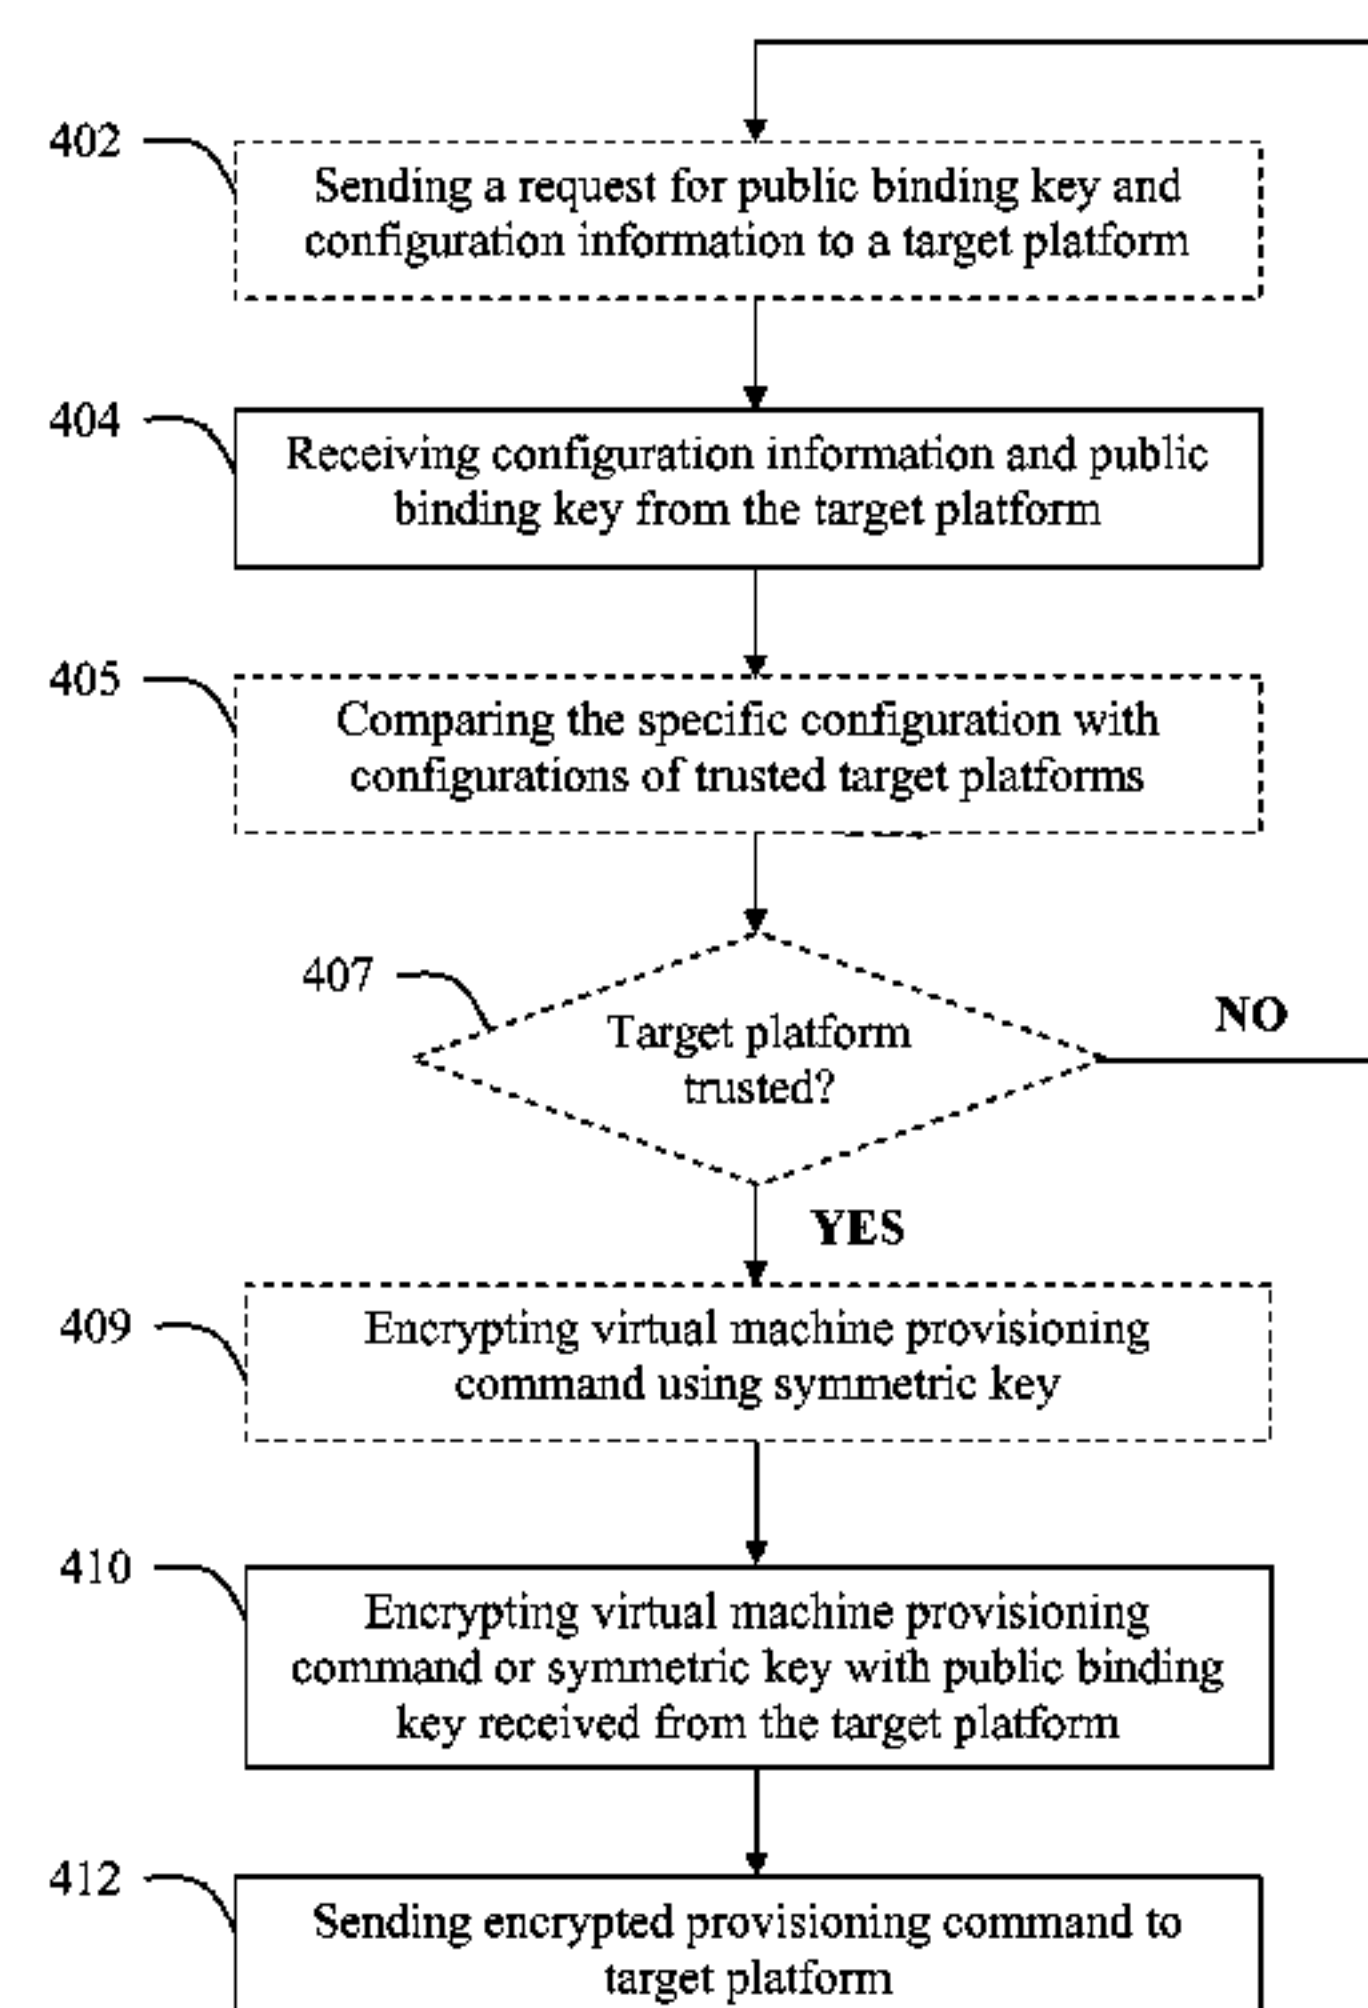 402
Sending a request for public binding key and
configuration information to a target platform
404
Receiving configuration information and public
binding key from the target platform
405
Comparing the specific configuration with
configurations of trusted target platforms
407
Target platform
trusted?
NO
YES
409
Encrypting virtual machine provisioning
command using symmetric key
410
Encrypting virtual machine provisioning
command or symmetric key with public binding
key received from the target platform
412
Sending encrypted provisioning command to
target platform